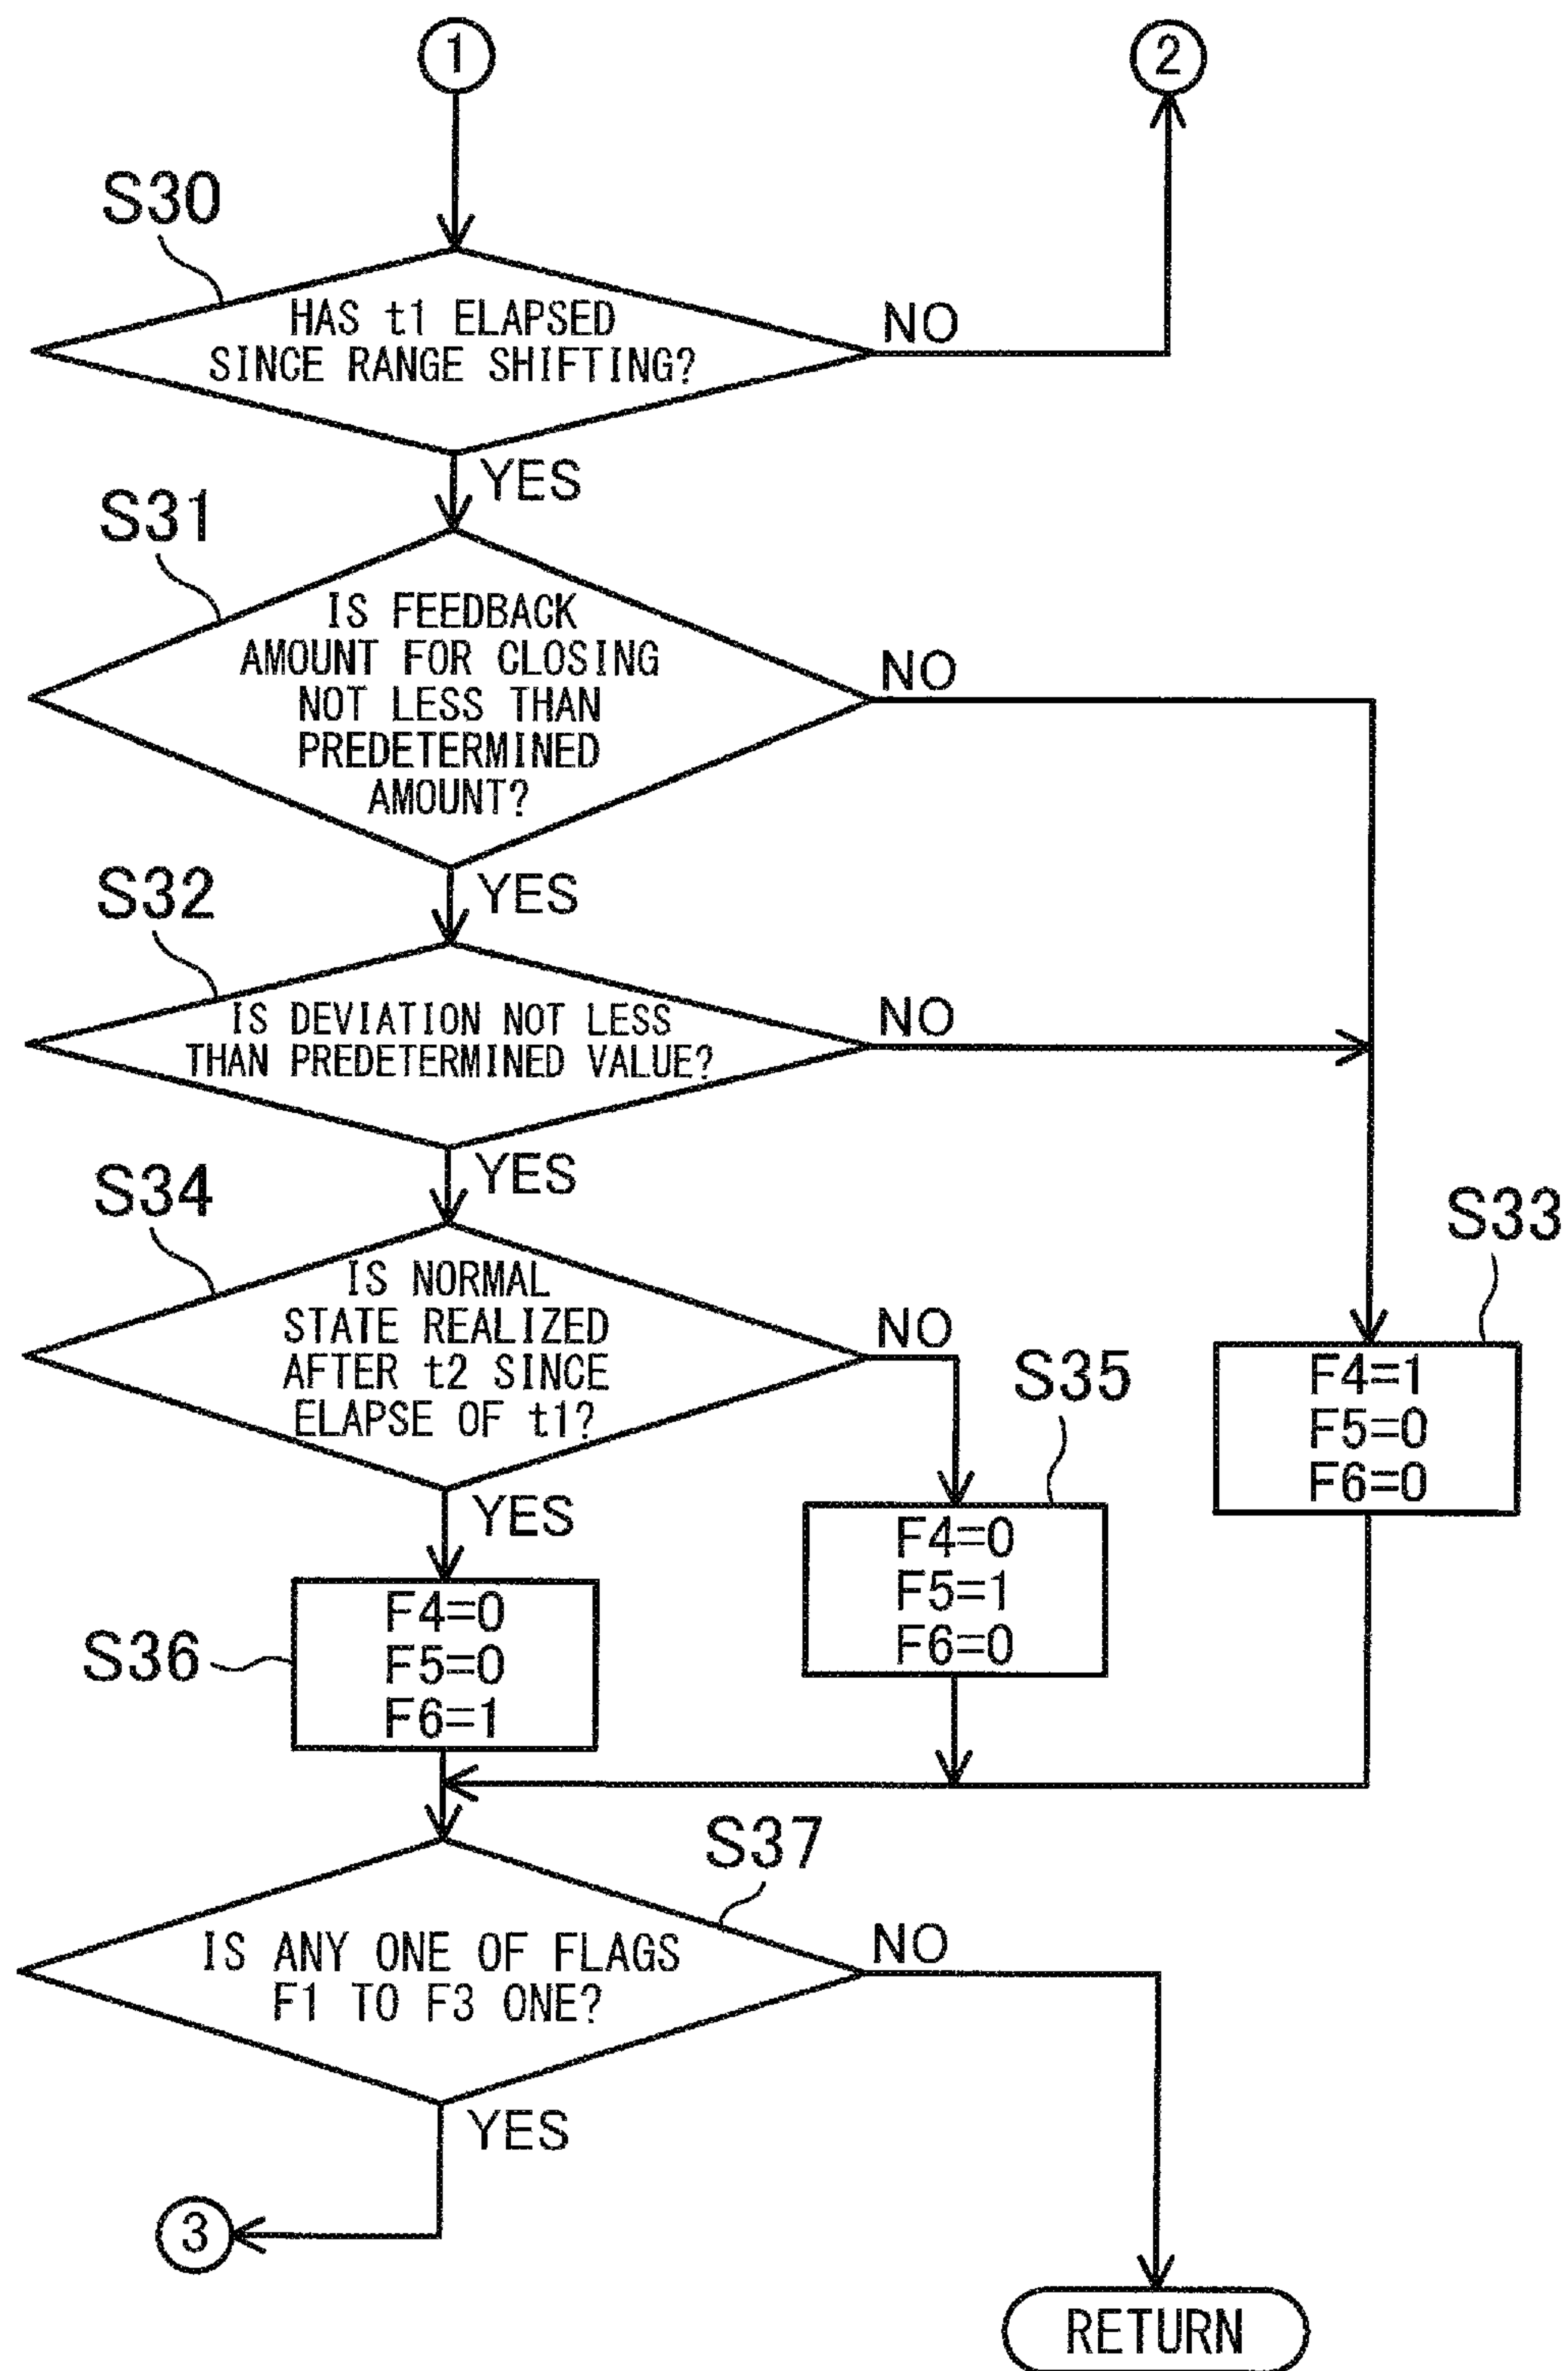 1
2
S30
HAS t1 ELAPSED
SINCE RANGE SHIFTING?
NO
YES
S31
IS FEEDBACK
AMOUNT FOR CLOSING
NOT LESS THAN
PREDETERMINED
AMOUNT?
NO
YES
S32
IS DEVIATION NOT LESS
THAN PREDETERMINED VALUE?
NO
YES
S34
IS NORMAL
STATE REALIZED
AFTER t2 SINCE
ELAPSE OF t1?
NO
YES
S33
F4=1
F5=0
F6=0
S35
F4=0
F5=1
F6=0
S36
F4=0
F5=0
F6=1
S37
IS ANY ONE OF FLAGS
F1 TO F3 ONE?
NO
YES
3
RETURN